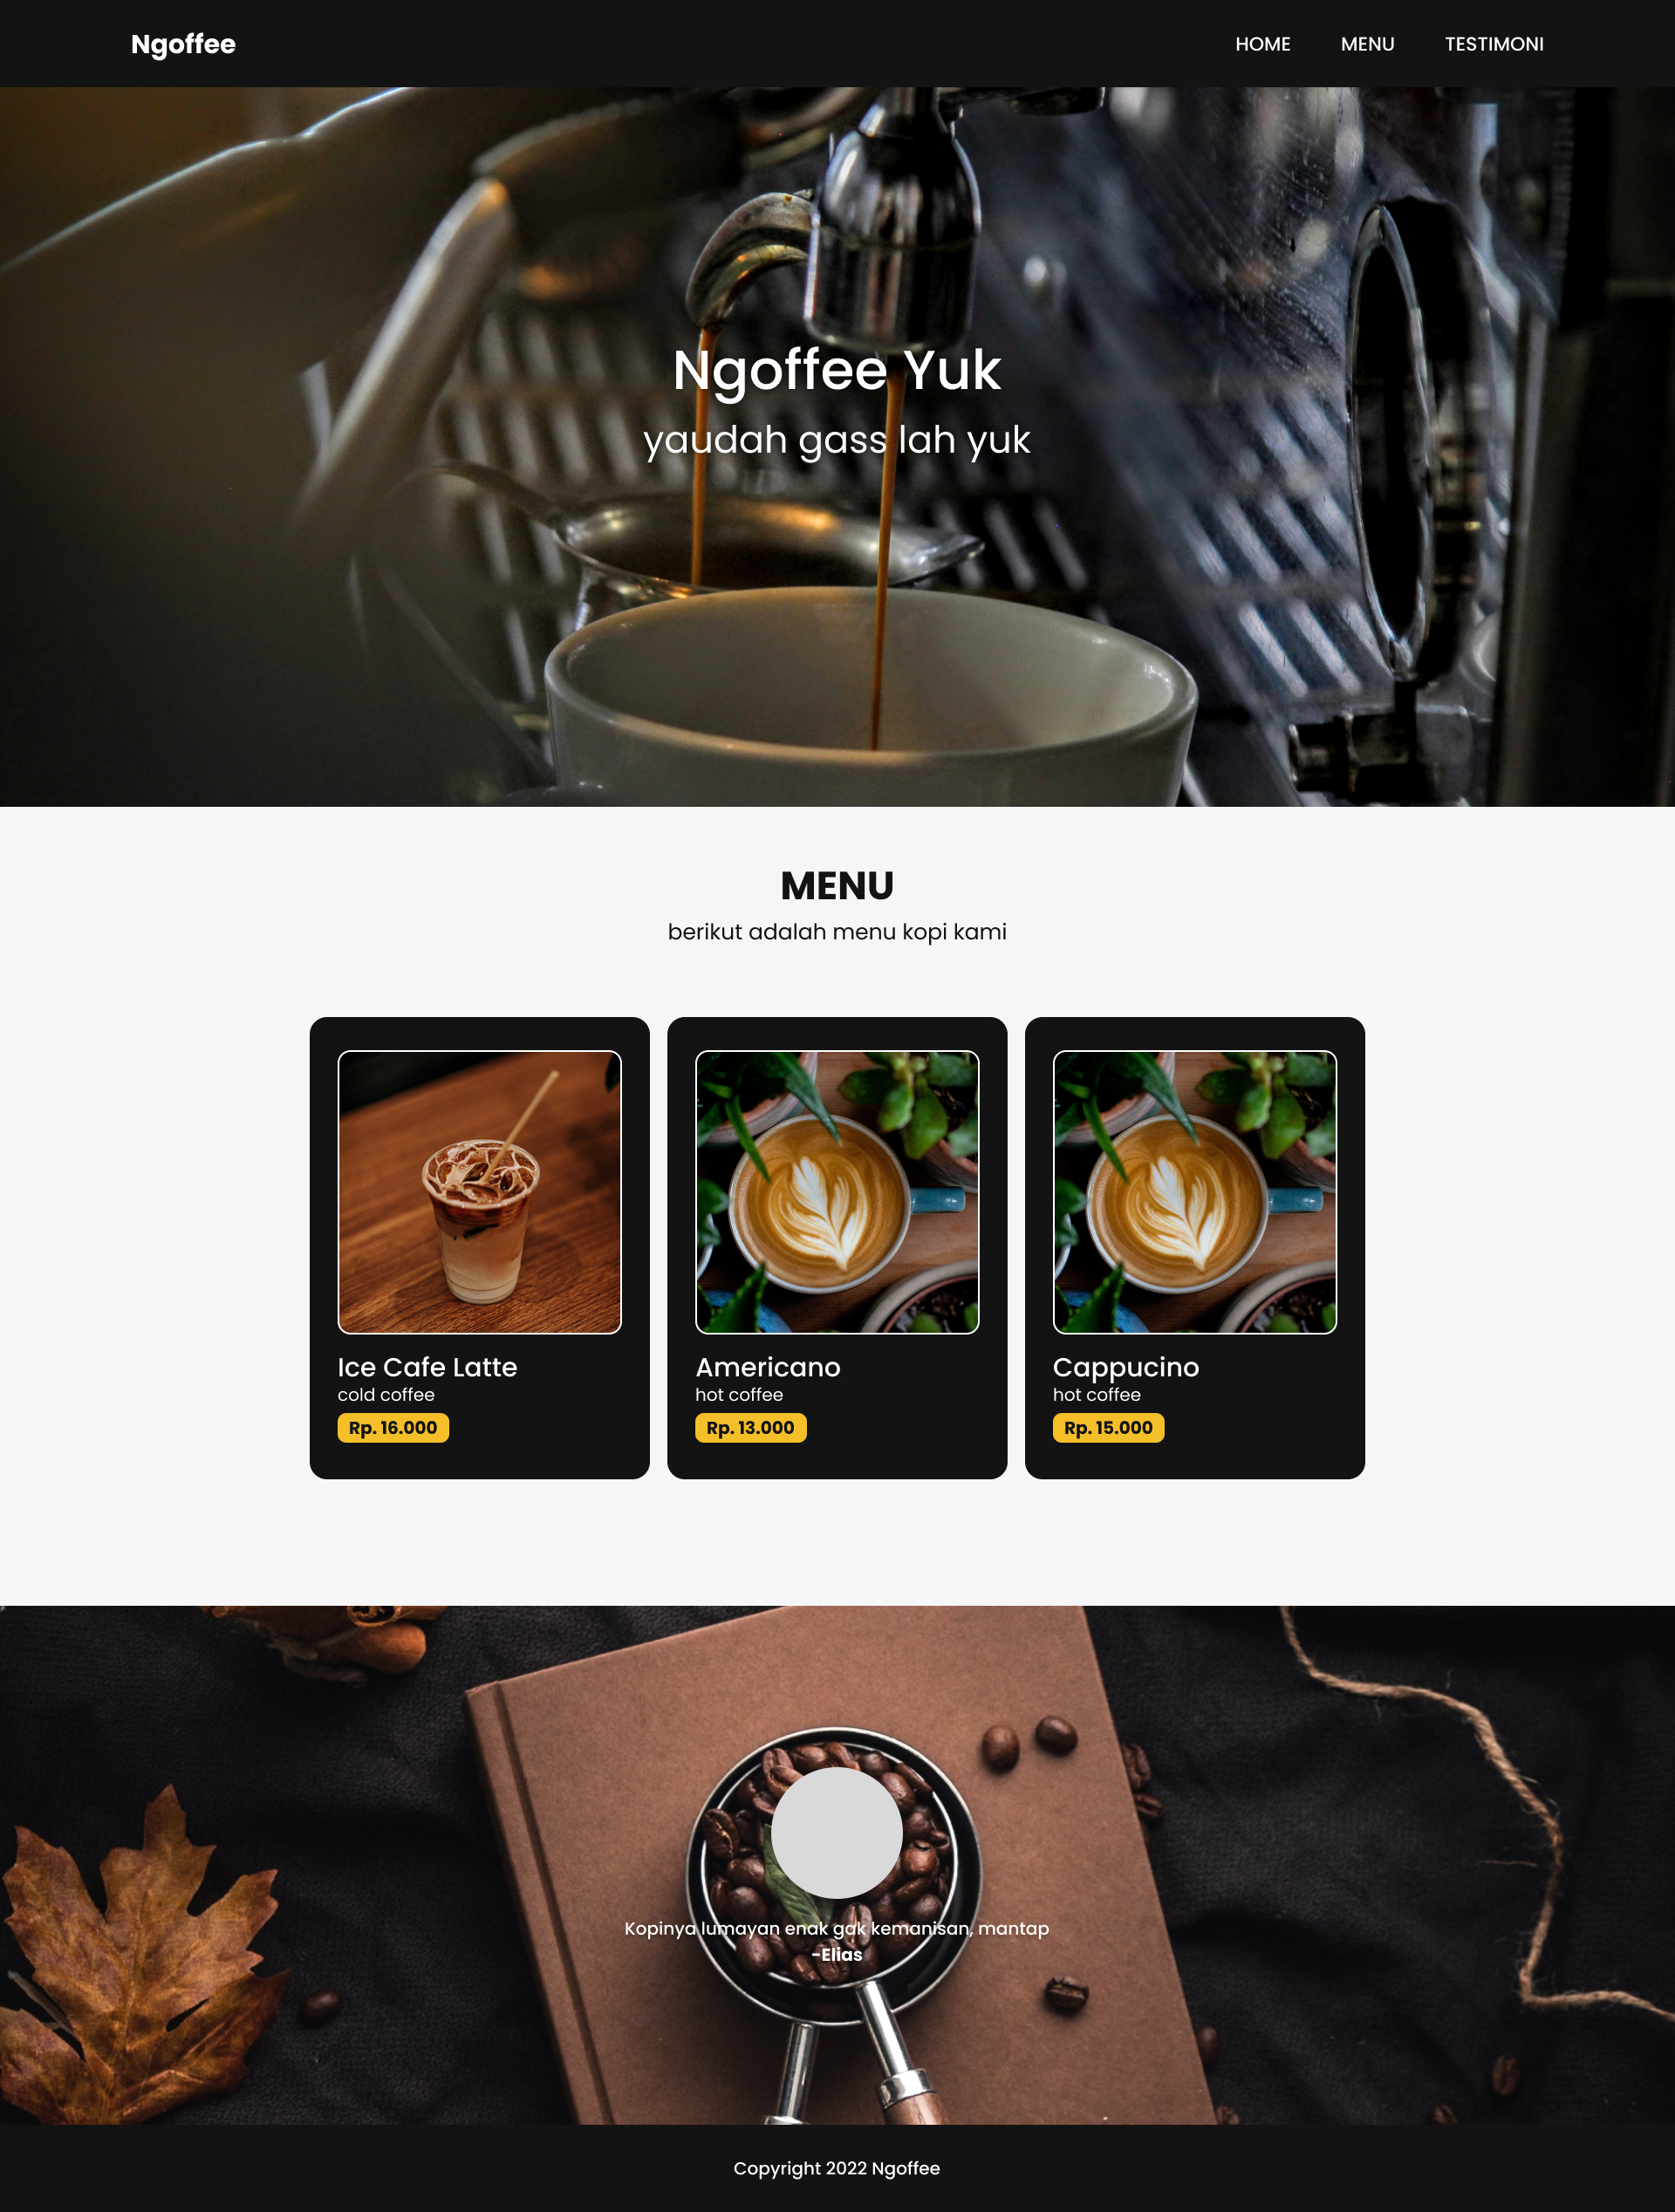 Ngoffee
HOME MENU TESTIMONI
Ngoffee Yuk
yaudah gass lah yuk
MENU
berikut adalah menu kopi kami
Ice Cafe Latte
cold coffee
Rp. 16.000
Americano
hot coffee
Rp. 13.000
Cappucino
hot coffee
Rp. 15.000
Kopinya lumayan enak gak kemanisan, mantap
-Elias
Copyright 2022 Ngoffee